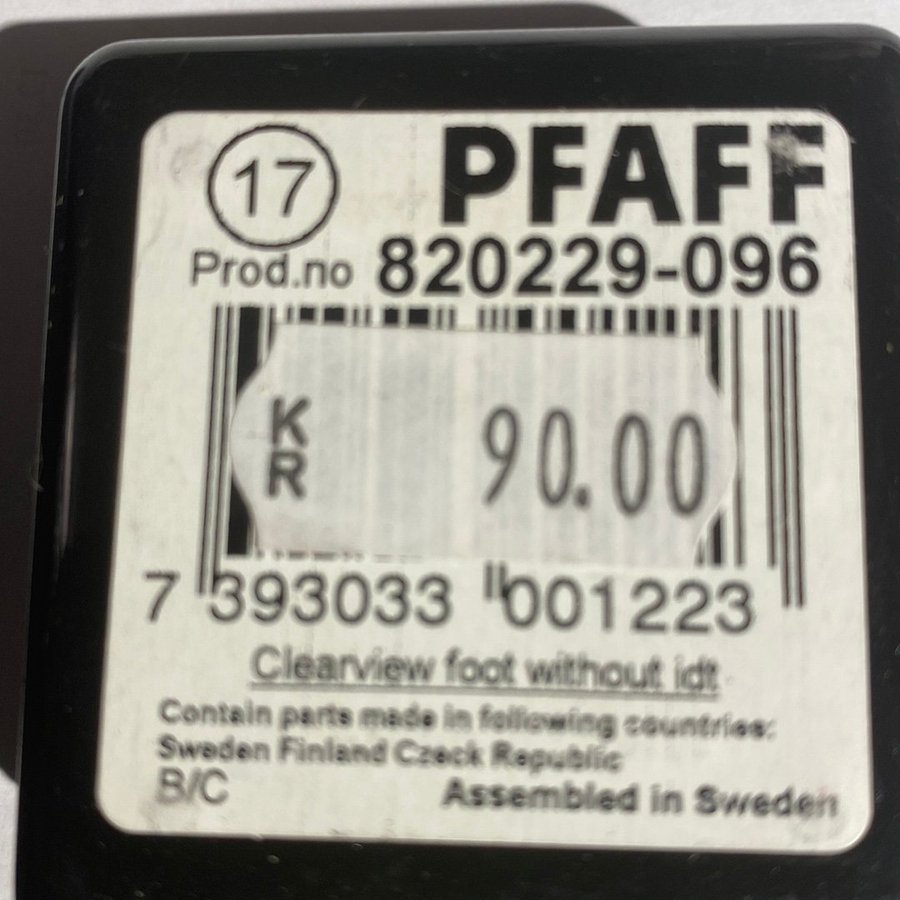 17 PFAFF
Prod.no 820229-096
KR 90.00
7 393033 001223
Clearview foot without idt
Contain parts made in following countries:
Sweden Finland Czeck Republic
B/C Assembled in Sweden